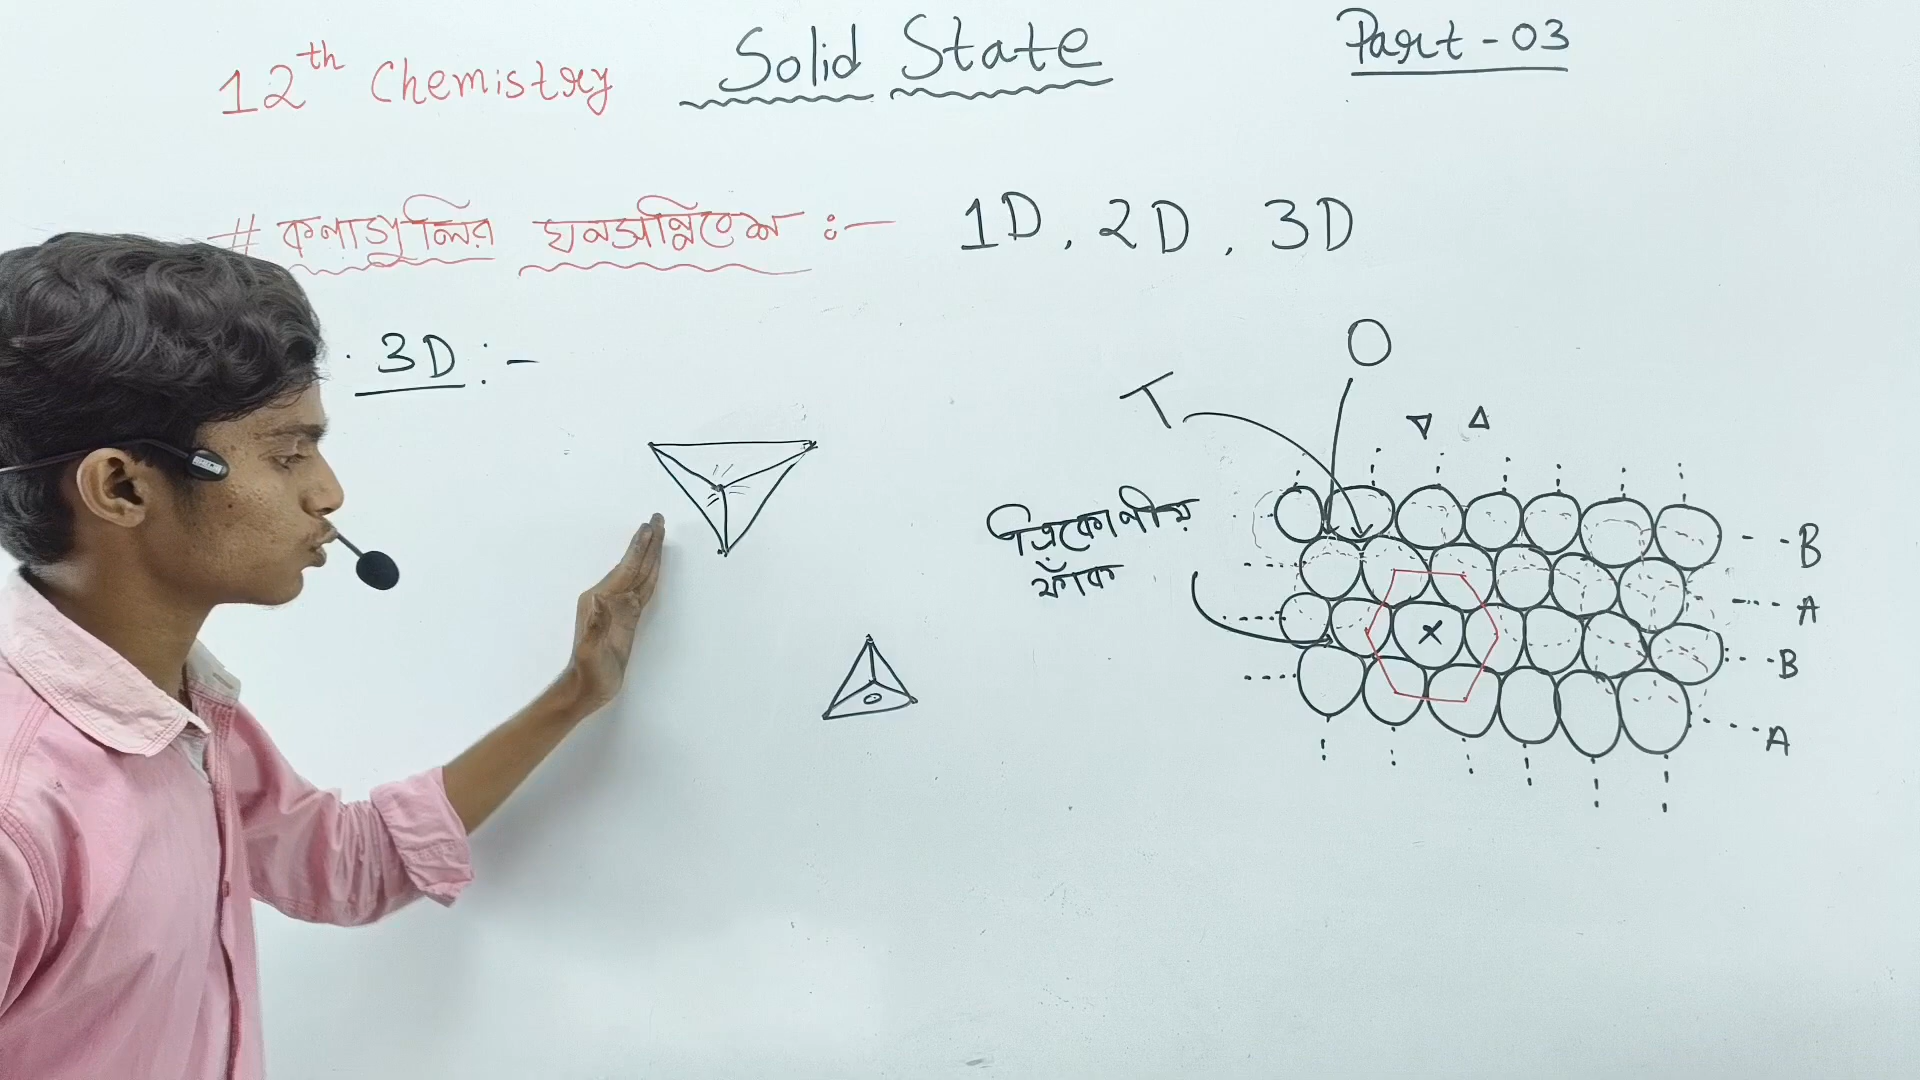 12th Chemistry Solid State Part-03
# কণাগুলির ঘনসন্নিবেশ :- 1D, 2D, 3D
3D :-
O
T
ত্রিকোণীয়
ফাঁক
B
A
x
B
A